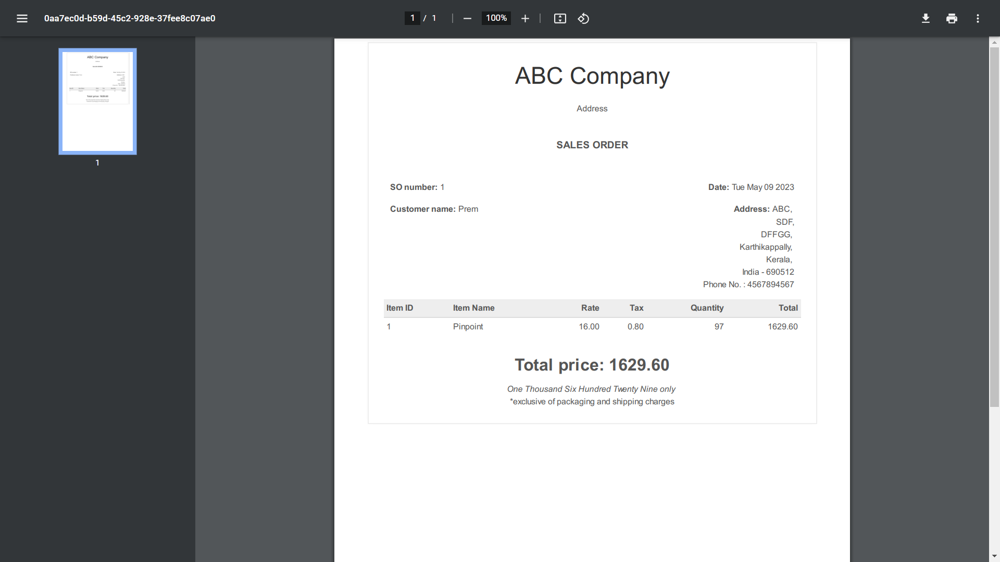 0aa7ec0d-b59d-45c2-928e-37fee8c07ae0
1 / 1
100%
ABC Company
1
ABC Company
Address
SALES ORDER
SO number: 1 Date: Tue May 09 2023
Customer name: Prem Address: ABC,
SDF,
DFFGG,
Karthikappally,
Kerala,
India - 690512
Phone No. : 4567894567
Item ID Item Name Rate Tax Quantity Total
1 Pinpoint 16.00 0.80 97 1629.60
Total price: 1629.60
One Thousand Six Hundred Twenty Nine only
*exclusive of packaging and shipping charges